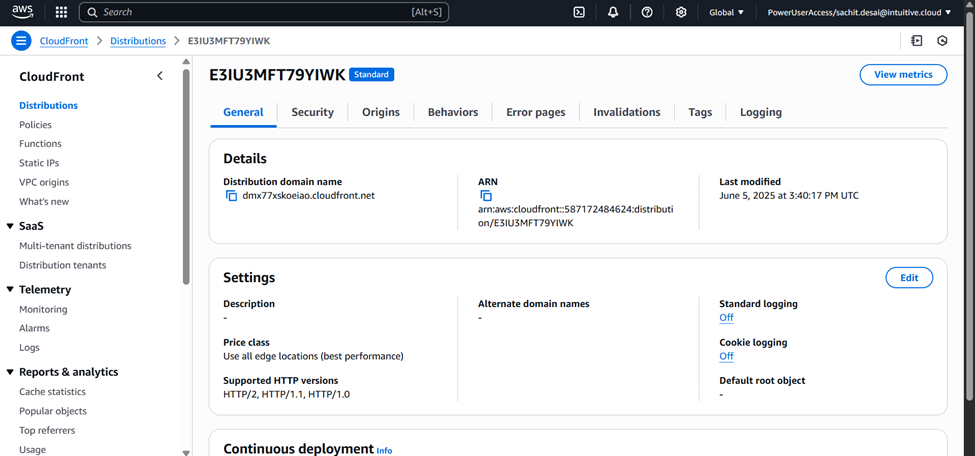 aws
Search [Alt+S]
Global ▼ PowerUserAccess/sachit.desai@intuitive.cloud ▼
CloudFront > Distributions > E3IU3MFT79YIWK
CloudFront
Distributions
Policies
Functions
Static IPs
VPC origins
What's new
SaaS
Multi-tenant distributions
Distribution tenants
Telemetry
Monitoring
Alarms
Logs
Reports & analytics
Cache statistics
Popular objects
Top referrers
Usage
E3IU3MFT79YIWK Standard
View metrics
General Security Origins Behaviors Error pages Invalidations Tags Logging
Details
Distribution domain name
dmx77xskoeiao.cloudfront.net
ARN
arn:aws:cloudfront::587172484624:distributi
on/E3IU3MFT79YIWK
Last modified
June 5, 2025 at 3:40:17 PM UTC
Settings
Edit
Description
-
Price class
Use all edge locations (best performance)
Supported HTTP versions
HTTP/2, HTTP/1.1, HTTP/1.0
Alternate domain names
-
Standard logging
Off
Cookie logging
Off
Default root object
-
Continuous deployment Info